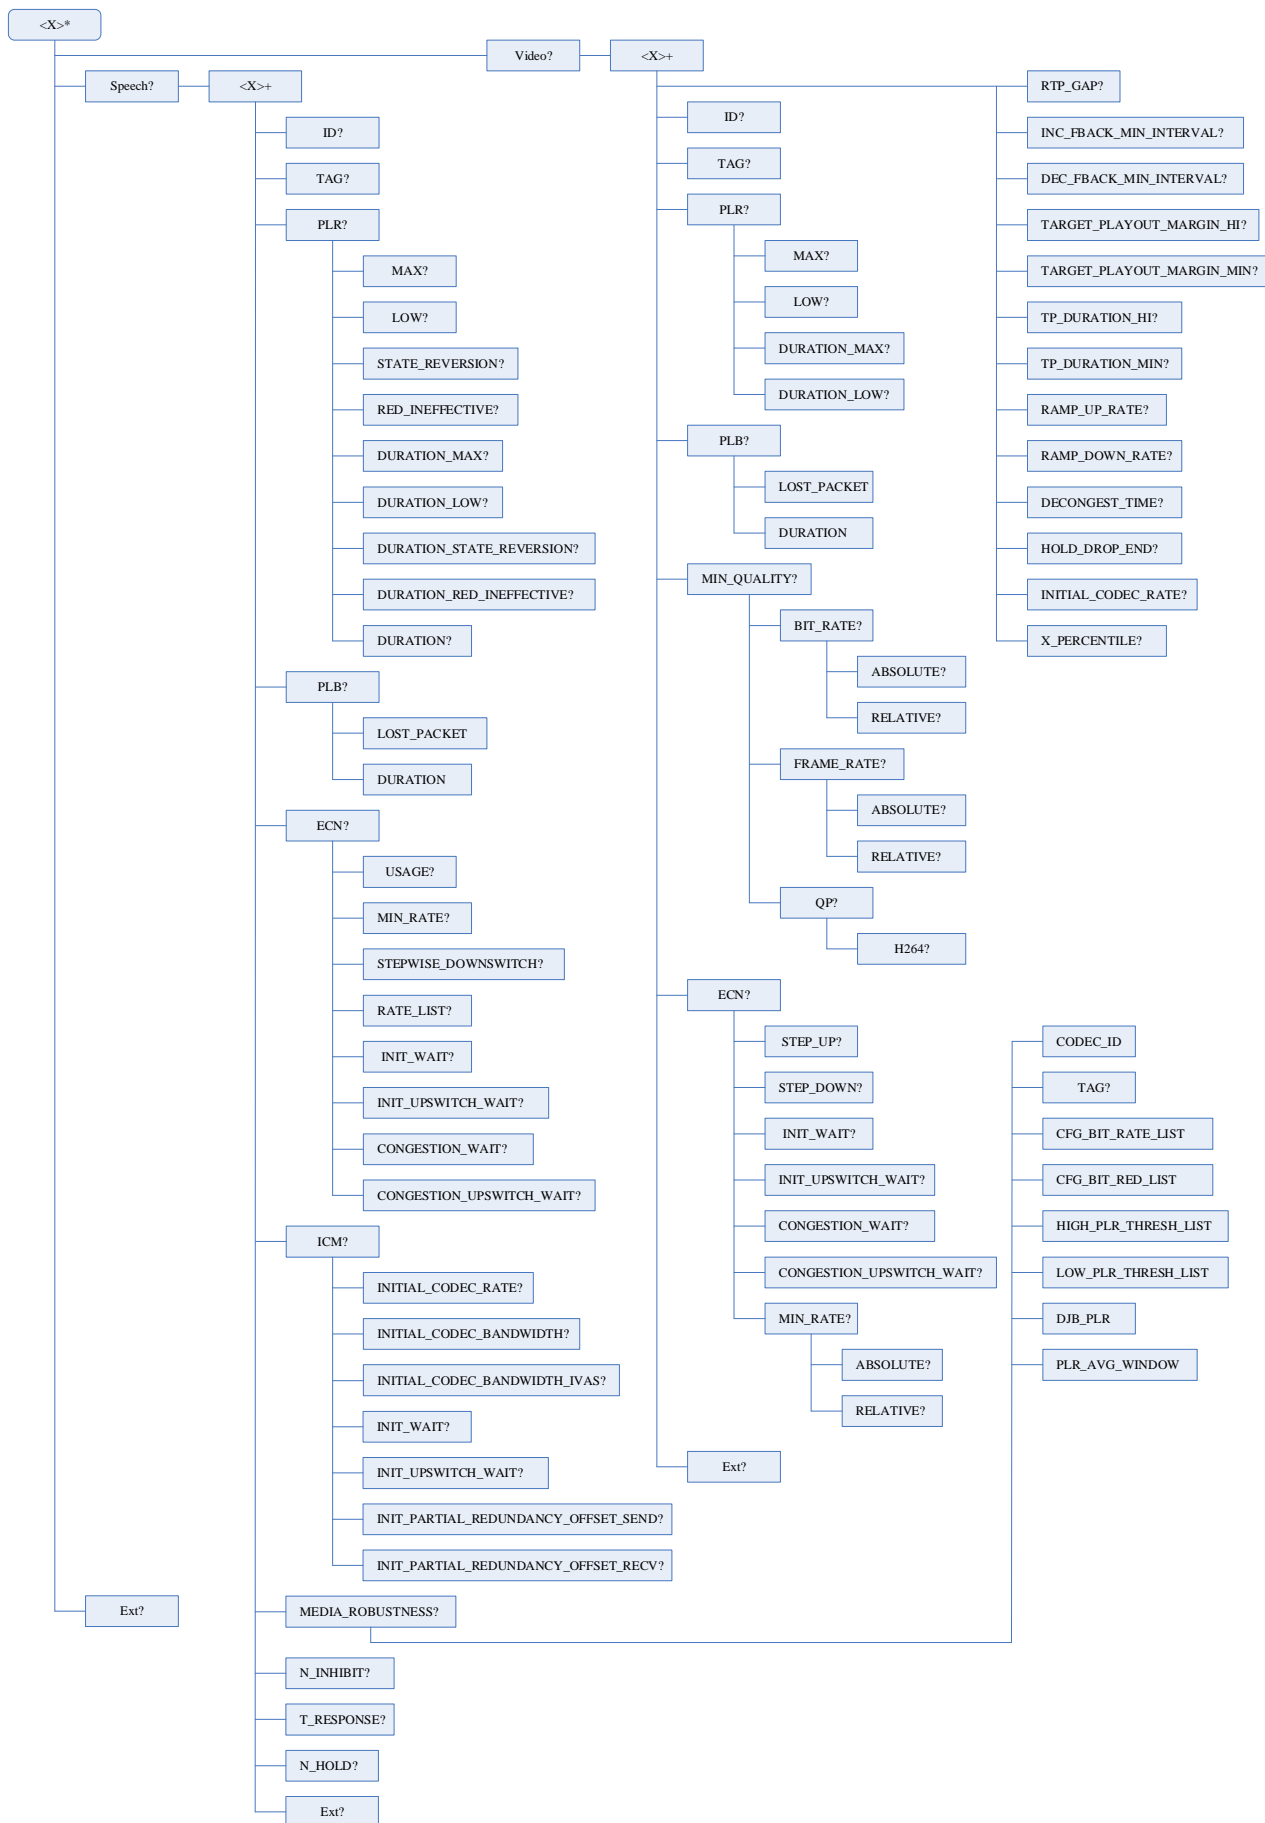 <X>*
Video?
<X>+
Speech?
<X>+
ID?
TAG?
PLR?
MAX?
LOW?
STATE_REVERSION?
RED_INEFFECTIVE?
DURATION_MAX?
DURATION_LOW?
DURATION_STATE_REVERSION?
DURATION_RED_INEFFECTIVE?
DURATION?
PLB?
LOST_PACKET
DURATION
ECN?
USAGE?
MIN_RATE?
STEPWISE_DOWNSWITCH?
RATE_LIST?
INIT_WAIT?
INIT_UPSWITCH_WAIT?
CONGESTION_WAIT?
CONGESTION_UPSWITCH_WAIT?
ICM?
INITIAL_CODEC_RATE?
INITIAL_CODEC_BANDWIDTH?
INITIAL_CODEC_BANDWIDTH_IVAS?
INIT_WAIT?
INIT_UPSWITCH_WAIT?
INIT_PARTIAL_REDUNDANCY_OFFSET_SEND?
INIT_PARTIAL_REDUNDANCY_OFFSET_RECV?
MEDIA_ROBUSTNESS?
N_INHIBIT?
T_RESPONSE?
N_HOLD?
Ext?
Ext?
ID?
TAG?
PLR?
MAX?
LOW?
DURATION_MAX?
DURATION_LOW?
PLB?
LOST_PACKET
DURATION
MIN_QUALITY?
BIT_RATE?
ABSOLUTE?
RELATIVE?
FRAME_RATE?
ABSOLUTE?
RELATIVE?
QP?
H264?
ECN?
STEP_UP?
STEP_DOWN?
INIT_WAIT?
INIT_UPSWITCH_WAIT?
CONGESTION_WAIT?
CONGESTION_UPSWITCH_WAIT?
MIN_RATE?
ABSOLUTE?
RELATIVE?
Ext?
RTP_GAP?
INC_FBACK_MIN_INTERVAL?
DEC_FBACK_MIN_INTERVAL?
TARGET_PLAYOUT_MARGIN_HI?
TARGET_PLAYOUT_MARGIN_MIN?
TP_DURATION_HI?
TP_DURATION_MIN?
RAMP_UP_RATE?
RAMP_DOWN_RATE?
DECONGEST_TIME?
HOLD_DROP_END?
INITIAL_CODEC_RATE?
X_PERCENTILE?
CODEC_ID
TAG?
CFG_BIT_RATE_LIST
CFG_BIT_RED_LIST
HIGH_PLR_THRESH_LIST
LOW_PLR_THRESH_LIST
DJB_PLR
PLR_AVG_WINDOW